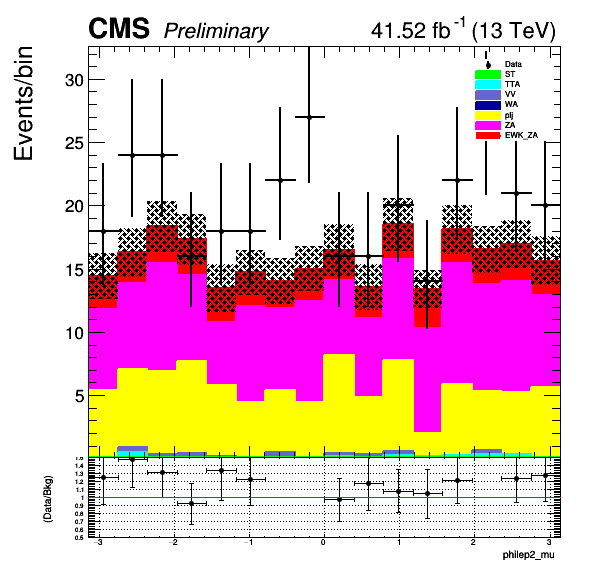 CMS Preliminary 41.52 fb⁻¹ (13 TeV)
Events/bin
30
25
20
15
10
5
Data
ST
TTA
VV
WA
plj
ZA
EWK_ZA
(Data/Bkg)
1.5
1.4
1.3
1.2
1.1
1
0.9
0.8
0.7
0.6
0.5
−3 −2 −1 0 1 2 3
philep2_mu